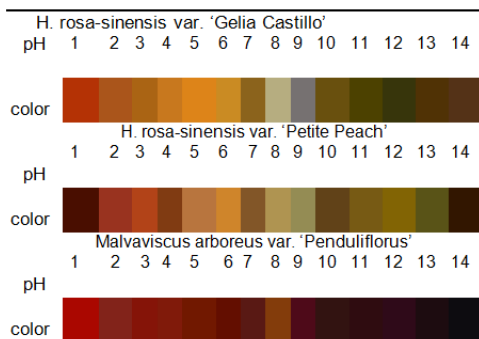 H. rosa-sinensis var. ‘Gelia Castillo’
pH 1 2 3 4 5 6 7 8 9 10 11 12 13 14
color
H. rosa-sinensis var. ‘Petite Peach’
1 2 3 4 5 6 7 8 9 10 11 12 13 14
pH
color
Malvaviscus arboreus var. ‘Penduliflorus’
1 2 3 4 5 6 7 8 9 10 11 12 13 14
pH
color